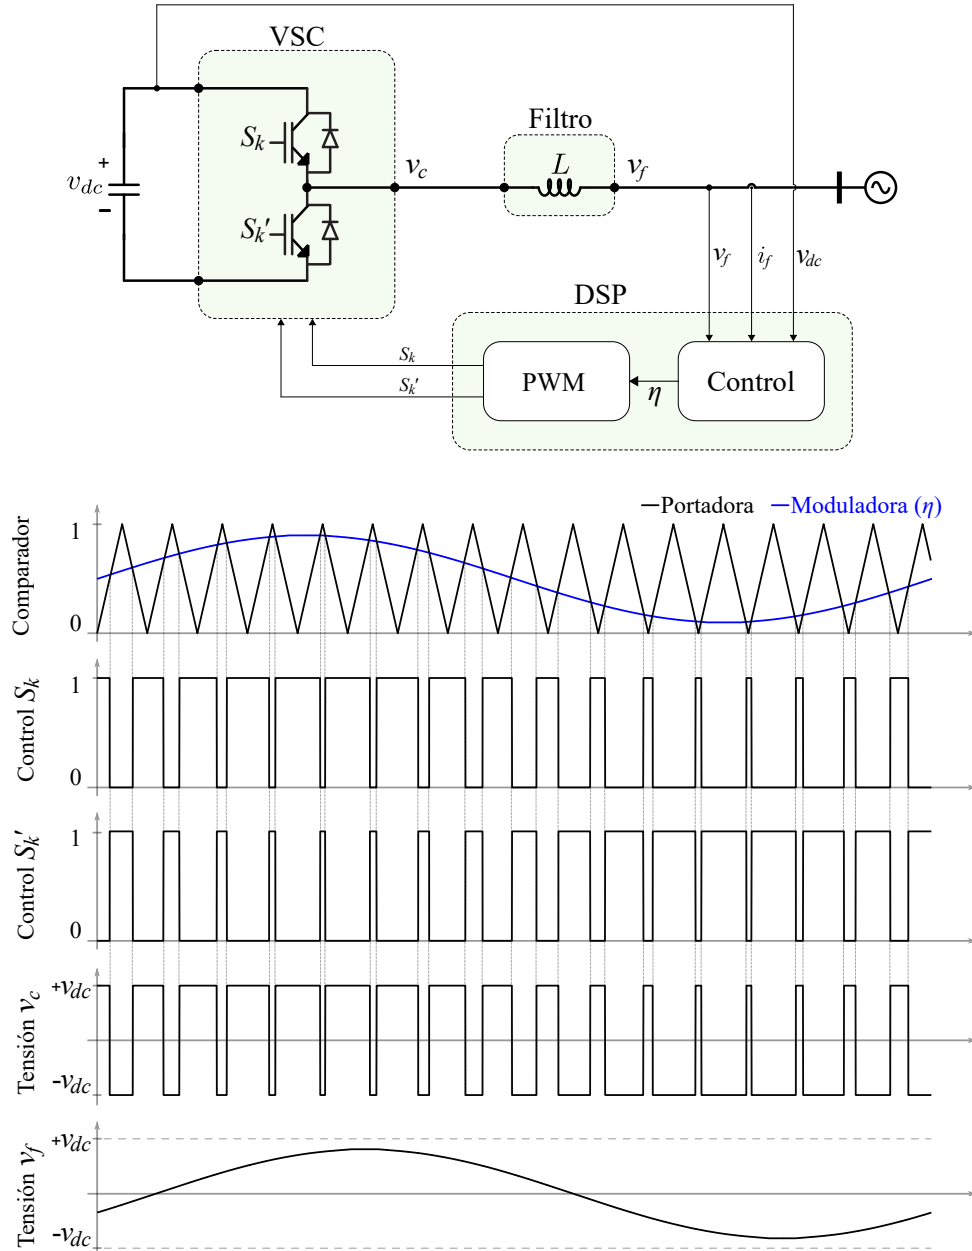 VSC
Filtro
S_k
v_c
L
v_f
+
v_dc
−
S_k'
v_f
i_f
v_dc
DSP
S_k
S_k'
PWM
η
Control
Portadora
Moduladora (η)
Comparador
1
0
Control S_k
1
0
Control S_k'
1
0
Tensión v_c
+v_dc
-v_dc
Tensión v_f
+v_dc
-v_dc